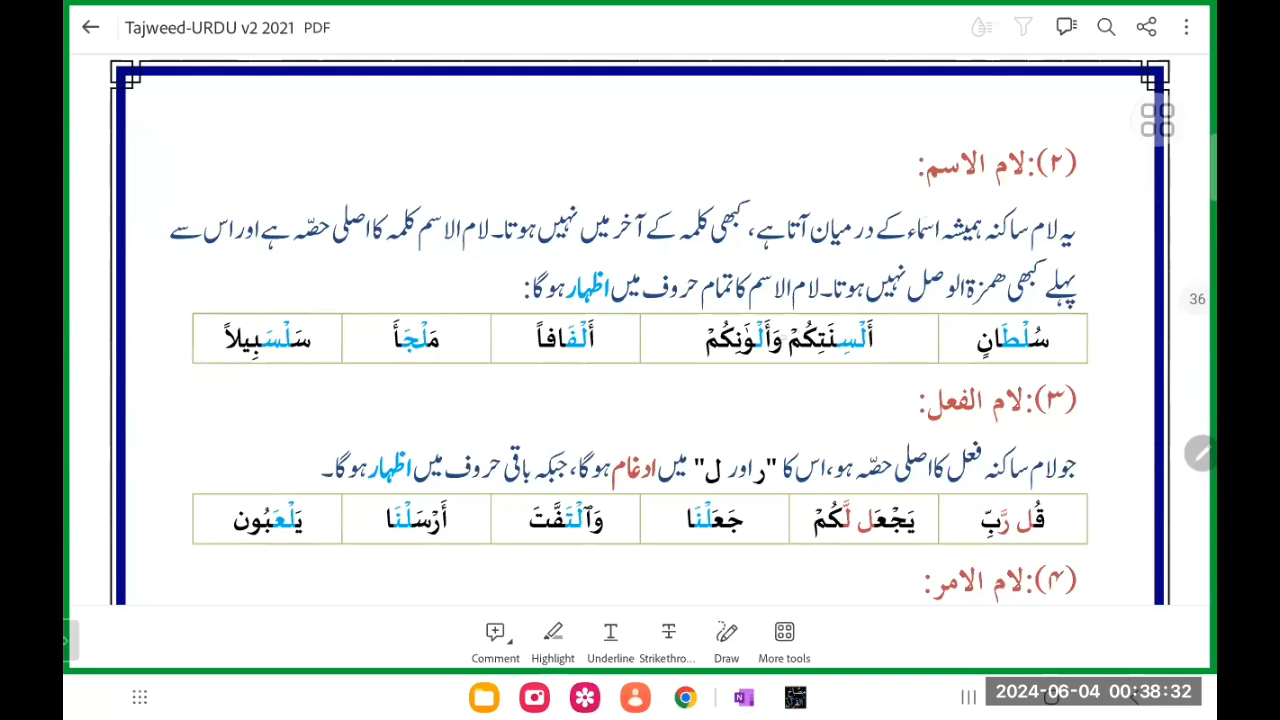 Tajweed-URDU v2 2021 PDF
(۲):لام الاسم:
یہ لام ساکنہ ہمیشہ اسماء کے درمیان آتا ہے، کبھی کلمہ کے آخر میں نہیں ہوتا۔ لام الاسم کلمہ کا اصلی حصّہ ہے اور اس سے
پہلے کبھی ھمزۃ الوصل نہیں ہوتا۔ لام الاسم کا تمام حروف میں اظہار ہوگا:
سُلْطَانٍ أَلْسِنَتِكُمْ وَأَلْوَٰنِكُمْ أَلْفَافاً مَلْجَأَ سَلْسَبِيلاً
36
(۳):لام الفعل:
جو لام ساکنہ فعل کا اصلی حصّہ ہو، اس کا "ر اور ل" میں ادغام ہوگا، جبکہ باقی حروف میں اظہار ہوگا۔
قُل رَّبِّ يَجْعَل لَّكُمْ جَعَلْنَا وَٱلْتَفَّتَ أَرْسَلْنَا يَلْعَبُون
(۴):لام الامر:
Comment Highlight Underline Strikethro... Draw More tools
2024-06-04 00:38:32